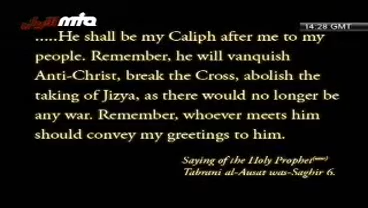 mta
14:28 GMT
.....He shall be my Caliph after me to my
people. Remember, he will vanquish
Anti-Christ, break the Cross, abolish the
taking of Jizya, as there would no longer be
any war. Remember, whoever meets him
should convey my greetings to him.
Saying of the Holy Prophet(saw)
Tabrani al-Ausat was-Saghir 6.